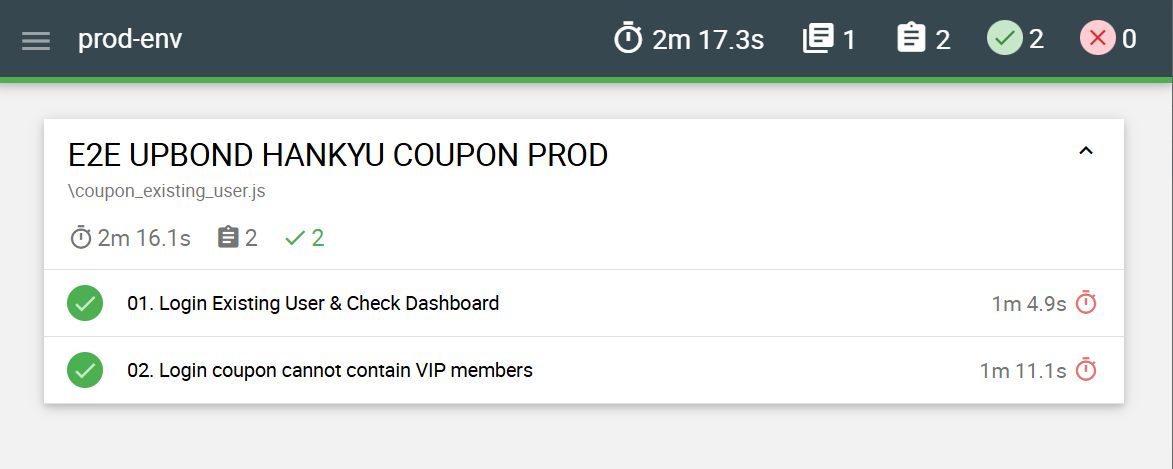 prod-env 2m 17.3s 1 2 2 0
E2E UPBOND HANKYU COUPON PROD
\coupon_existing_user.js
2m 16.1s 2 2
01. Login Existing User & Check Dashboard 1m 4.9s
02. Login coupon cannot contain VIP members 1m 11.1s